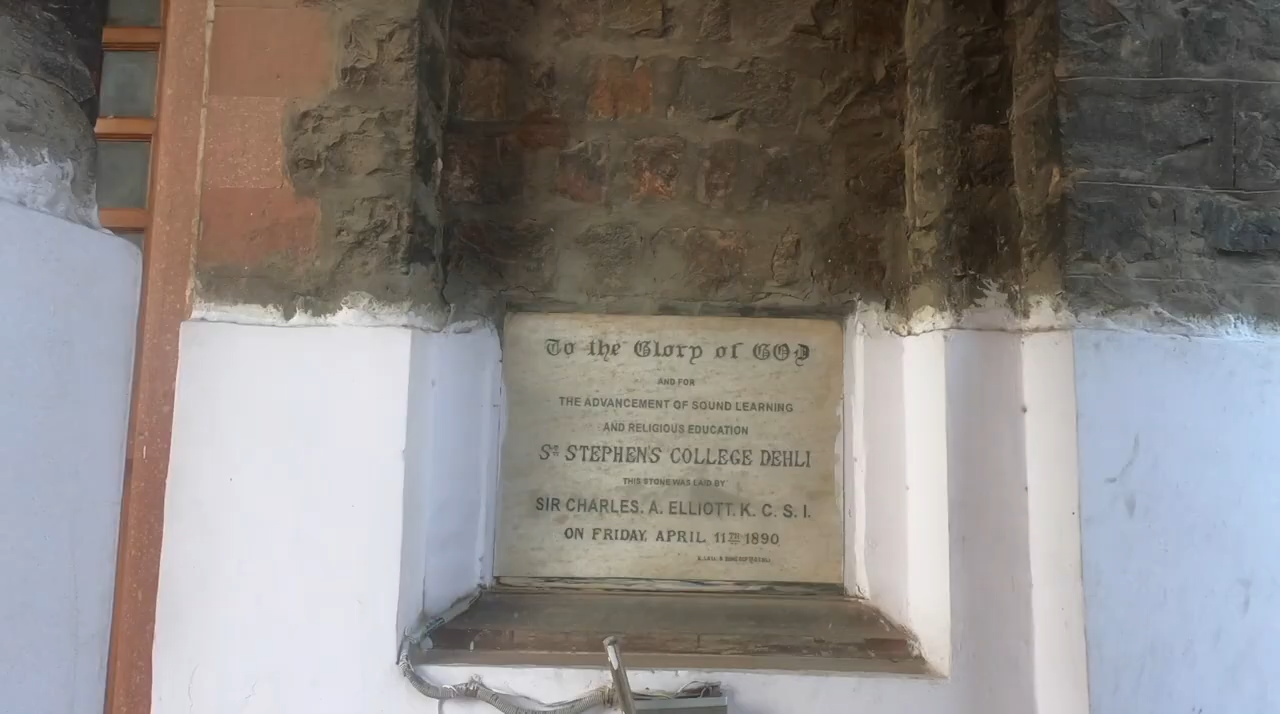 To the Glory of GOD
AND FOR
THE ADVANCEMENT OF SOUND LEARNING
AND RELIGIOUS EDUCATION
ST STEPHEN'S COLLEGE DEHLI
THIS STONE WAS LAID BY
SIR CHARLES. A. ELLIOTT. K. C. S. I.
ON FRIDAY, APRIL 11TH 1890